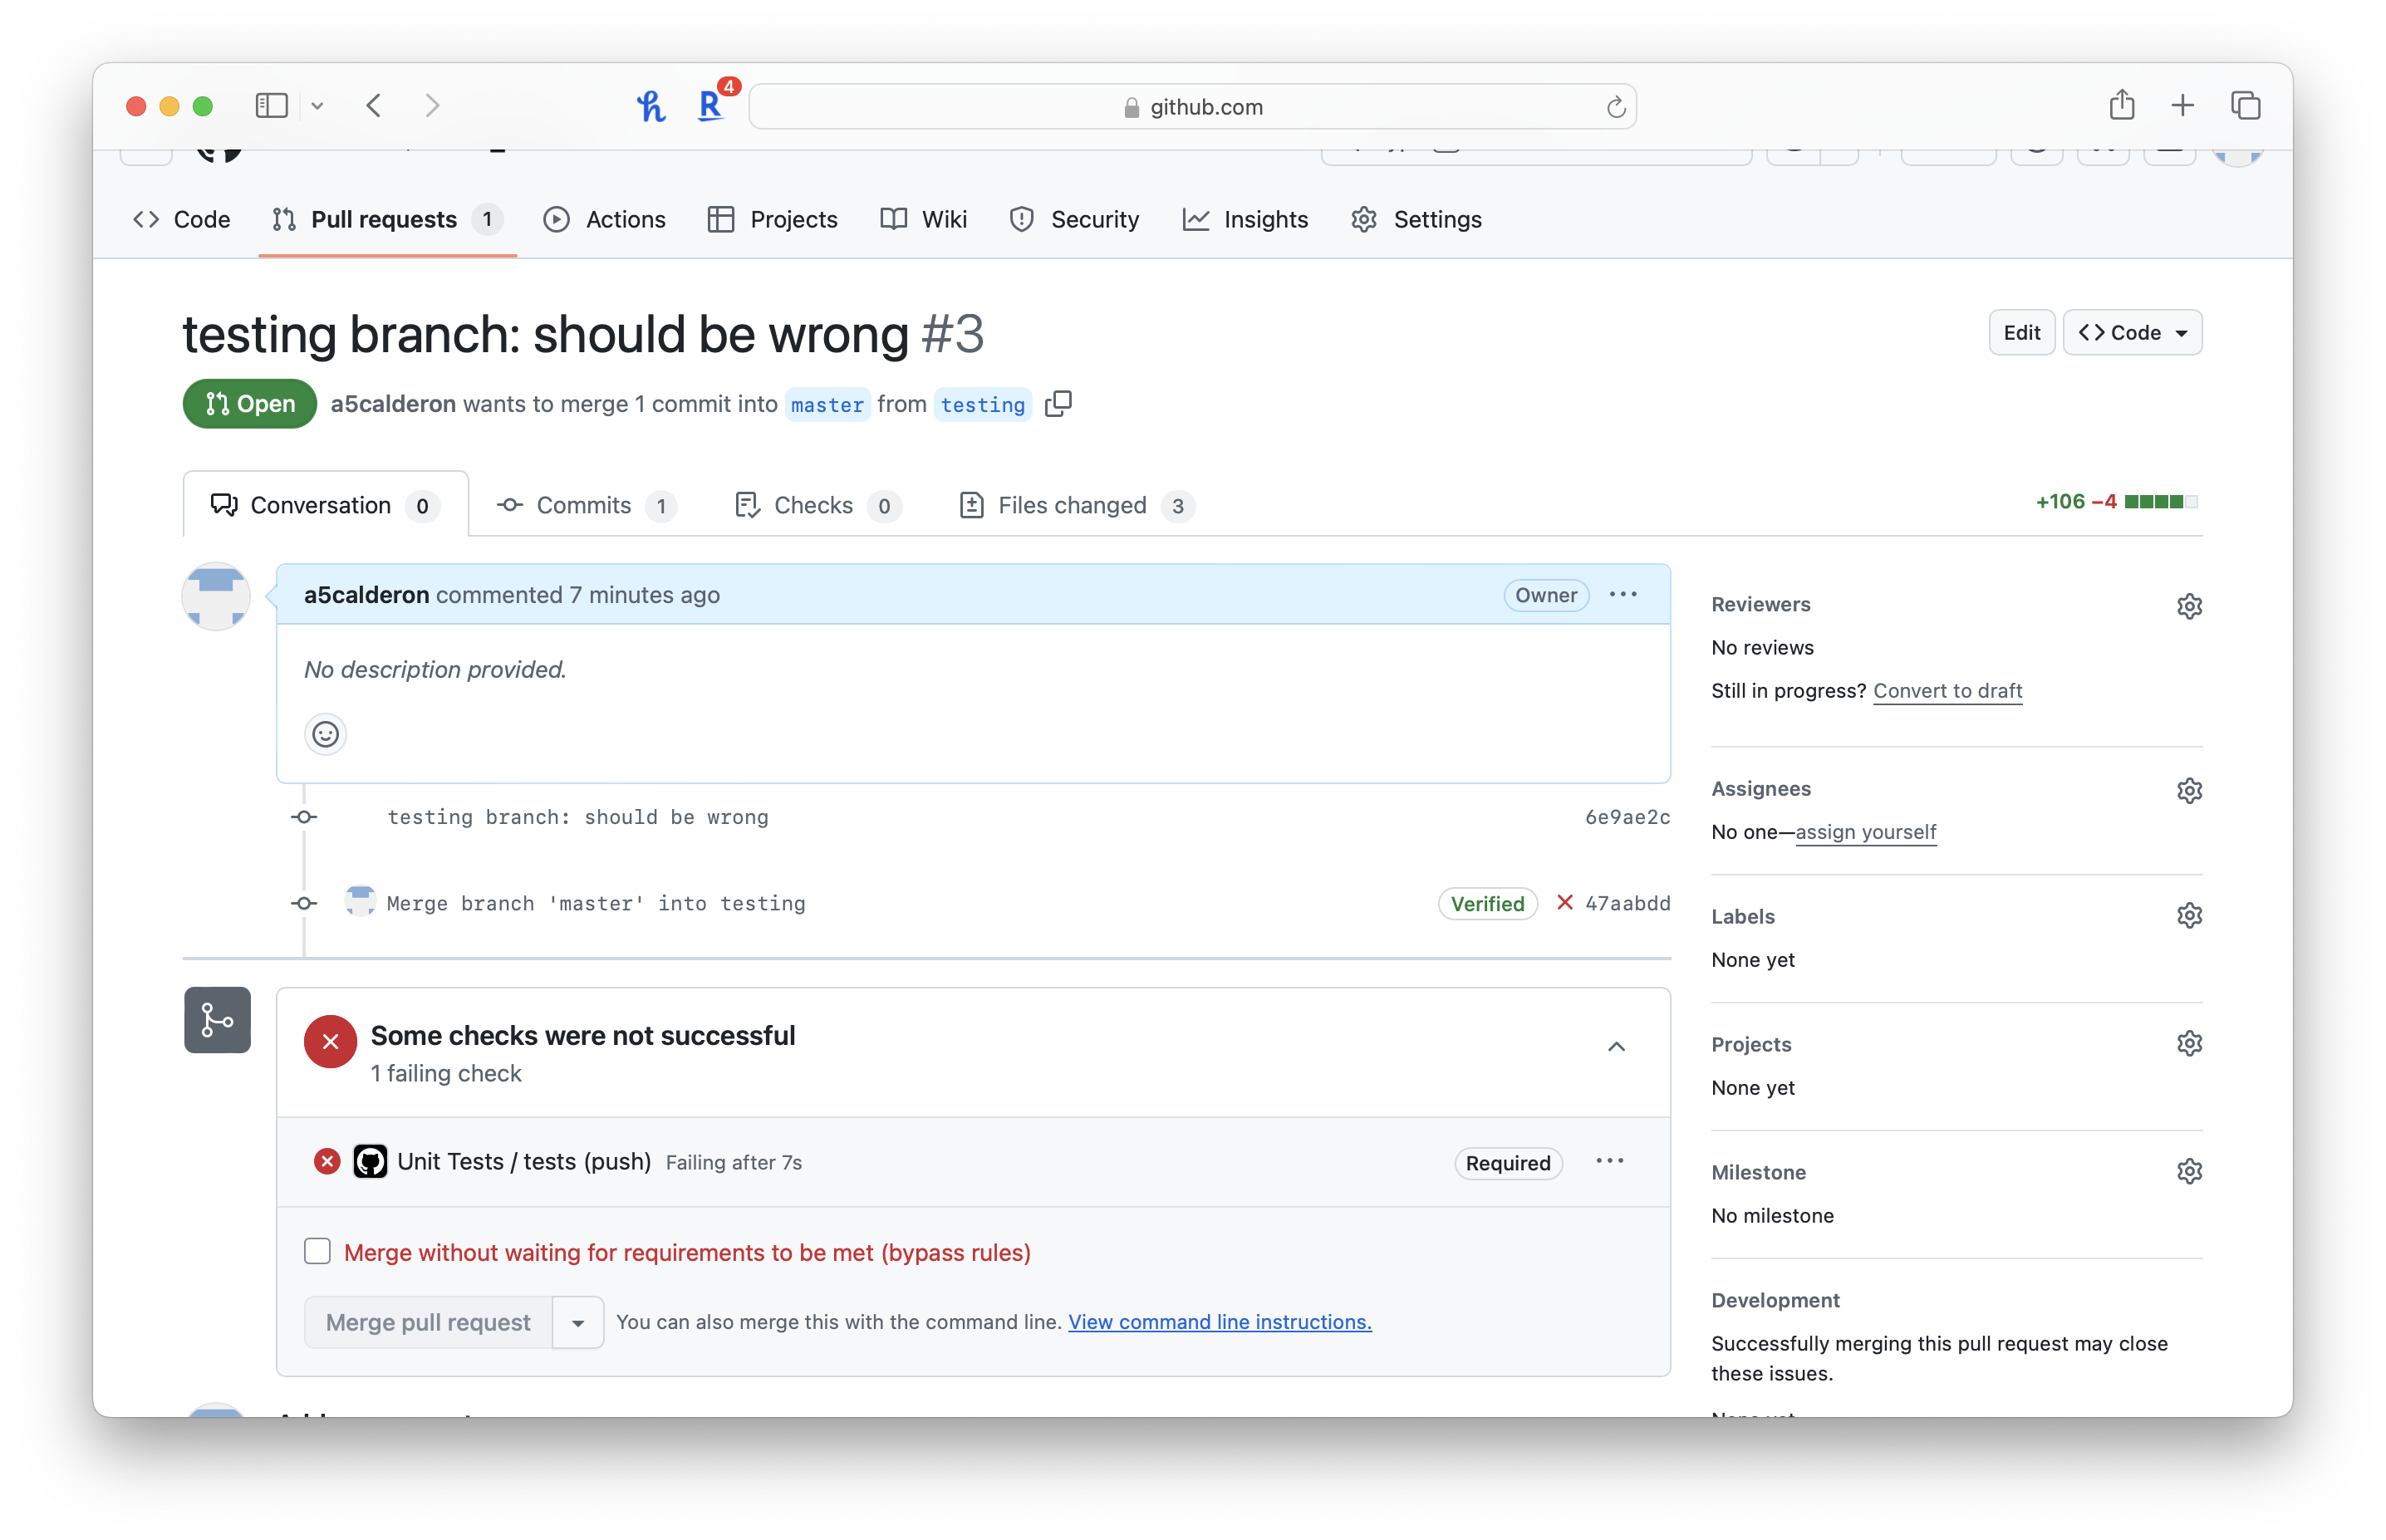 4
github.com
Code
Pull requests 1
Actions
Projects
Wiki
Security
Insights
Settings
testing branch: should be wrong #3
Edit
Code
Open
a5calderon wants to merge 1 commit into master from testing
Conversation 0
Commits 1
Checks 0
Files changed 3
+106 −4
a5calderon commented 7 minutes ago
Owner
No description provided.
testing branch: should be wrong
6e9ae2c
Merge branch 'master' into testing
Verified
47aabdd
Some checks were not successful
1 failing check
Unit Tests / tests (push) Failing after 7s
Required
Merge without waiting for requirements to be met (bypass rules)
Merge pull request
You can also merge this with the command line. View command line instructions.
Reviewers
No reviews
Still in progress? Convert to draft
Assignees
No one—assign yourself
Labels
None yet
Projects
None yet
Milestone
No milestone
Development
Successfully merging this pull request may close
these issues.